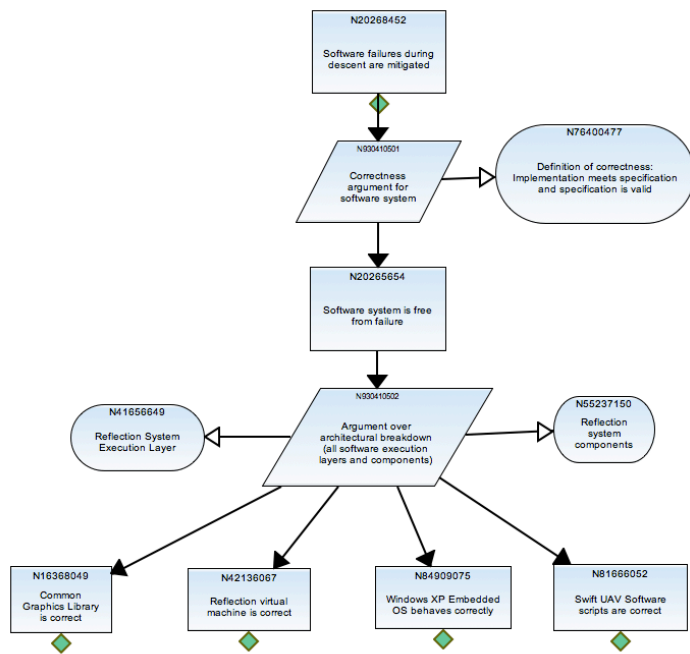 N20268452
Software failures during
descent are mitigated
N930410501
Correctness
argument for
software system
N76400477
Definition of correctness:
Implementation meets specification
and specification is valid
N20265654
Software system is free
from failure
N41656649
Reflection System
Execution Layer
N930410502
Argument over
architectural breakdown
(all software execution
layers and components)
N55237150
Reflection
system
components
N16368049
Common
Graphics Library
is correct
N42136067
Reflection virtual
machine is correct
N84909075
Windows XP Embedded
OS behaves correctly
N81666052
Swift UAV Software
scripts are correct